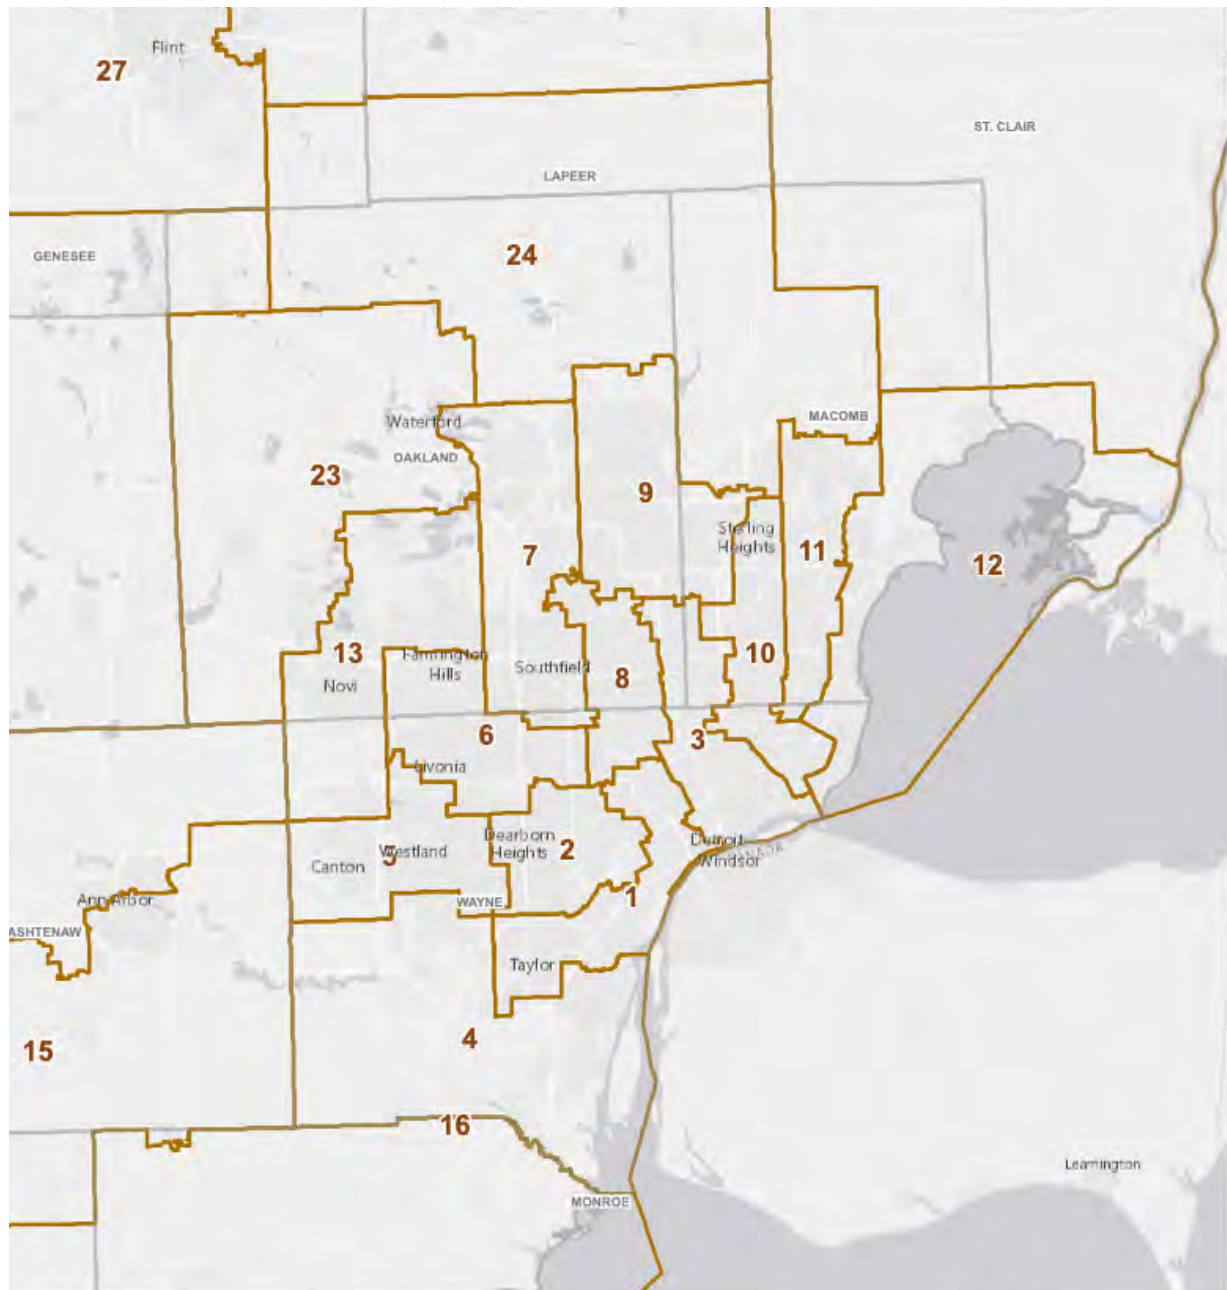 Flint
27
ST. CLAIR
LAPEER
GENESEE
24
MACOMB
Waterford
OAKLAND
23
9
Sterling
Heights
7
11
12
13
Farmington
Hills
Southfield
10
8
Novi
6
3
Livonia
Dearborn
Heights
2
Detroit
5
Westland
CANADA
Windsor
Canton
1
Ann Arbor
WAYNE
ASHTENAW
Taylor
4
15
16
Leamington
MONROE